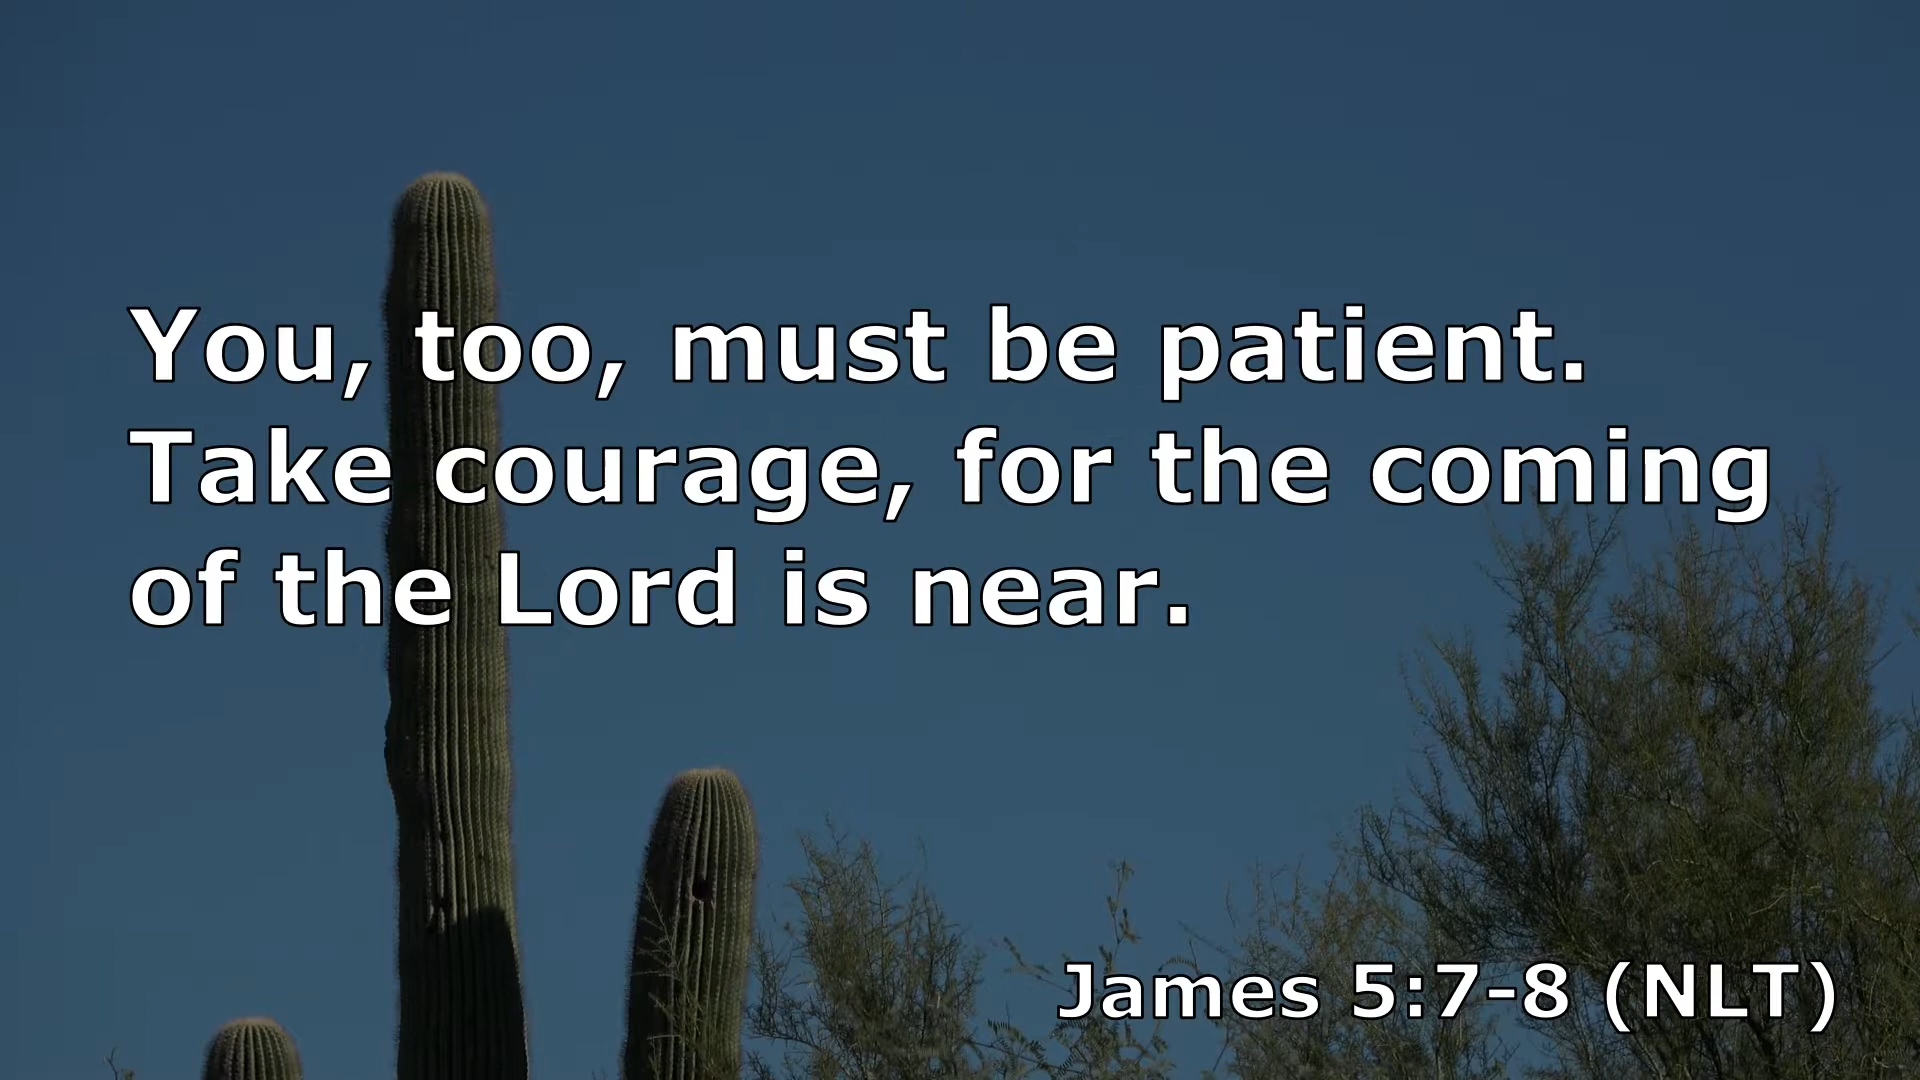 You, too, must be patient.
Take courage, for the coming
of the Lord is near.
James 5:7-8 (NLT)